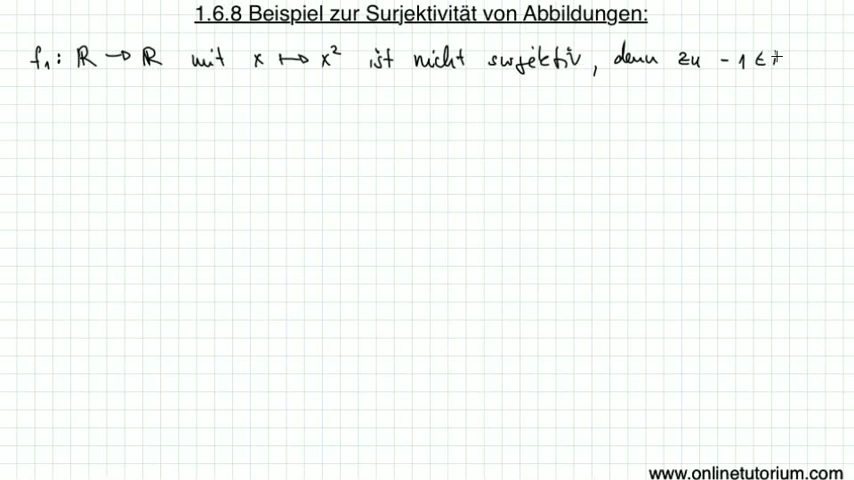 1.6.8 Beispiel zur Surjektivität von Abbildungen:
f₁: ℝ → ℝ mit x ↦ x² ist nicht surjektiv, denn zu -1 ∈
www.onlinetutorium.com